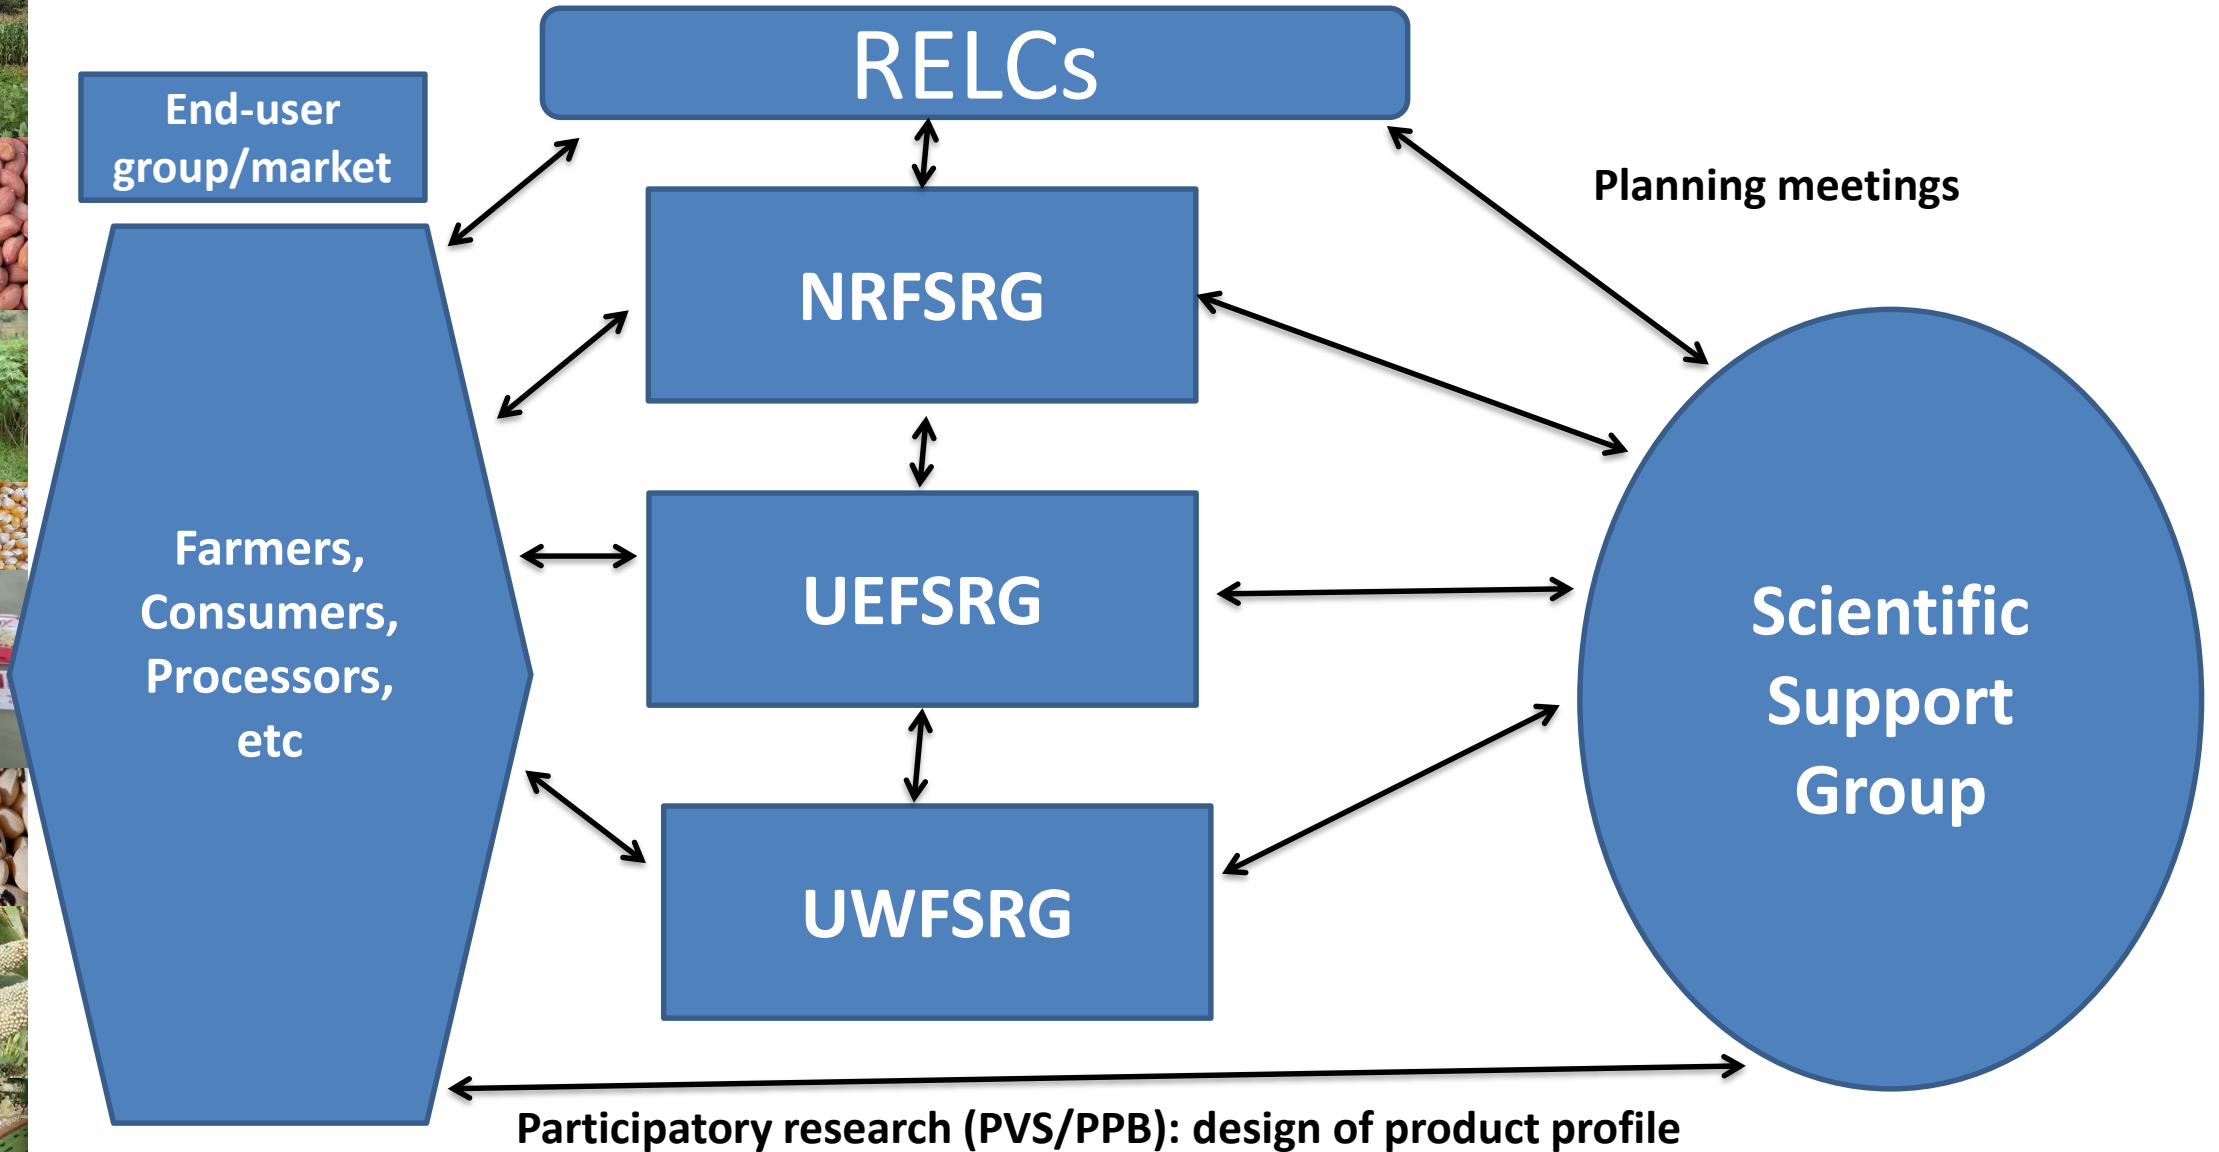 RELCs
End-user
group/market
Planning meetings
NRFSRG
Farmers,
Consumers,
Processors,
etc
UEFSRG
Scientific
Support
Group
UWFSRG
Participatory research (PVS/PPB): design of product profile